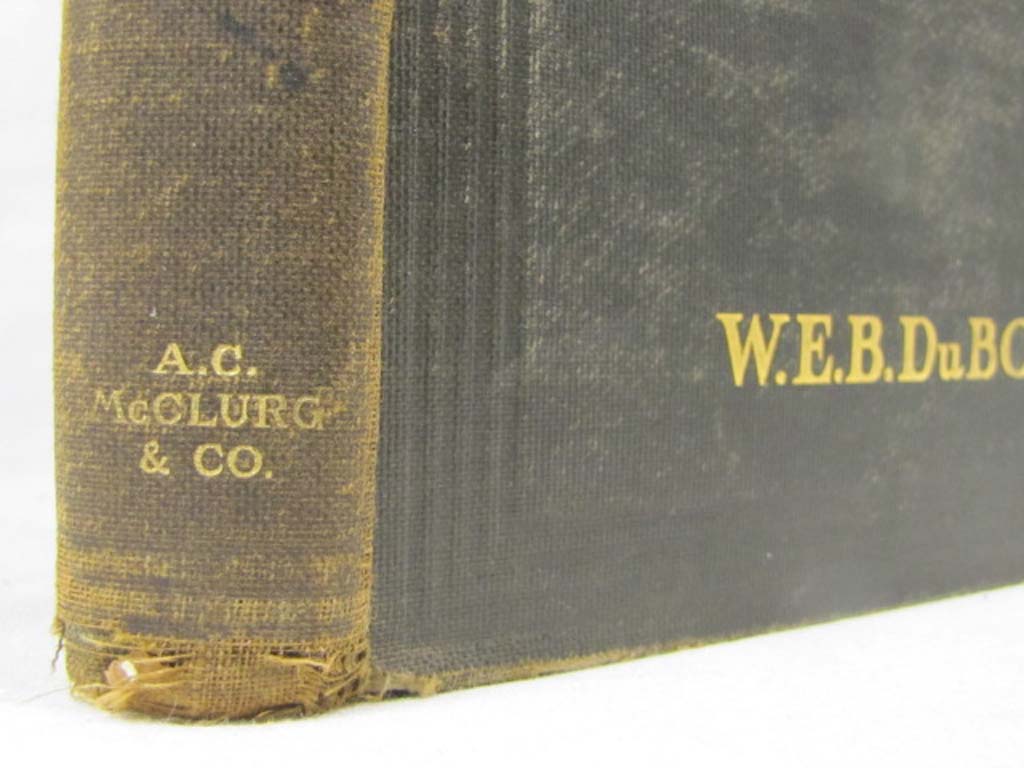 A.C.
McCLURG
& CO.
W.E.B.DuBO